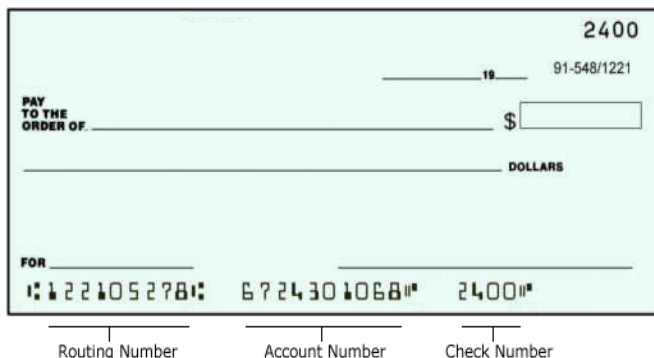 2400
19
91-548/1221
PAY
TO THE
ORDER OF
$
DOLLARS
FOR
⑆122105278⑆ 6724301068⑈ 2400⑈
Routing Number Account Number Check Number